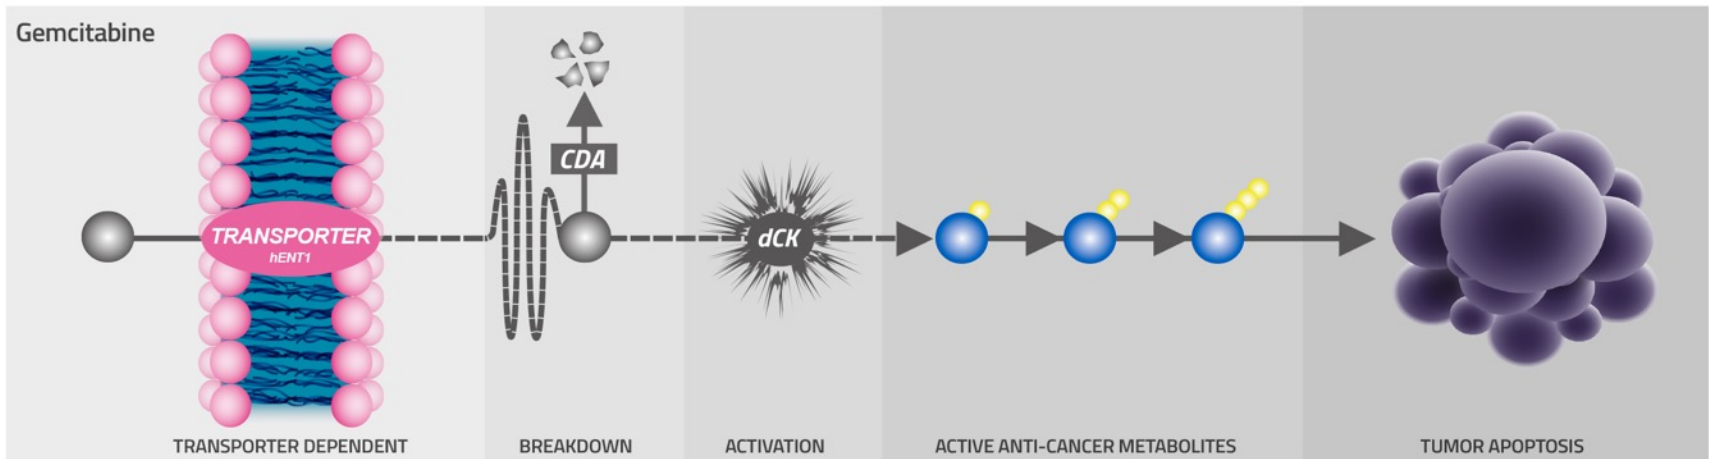 Gemcitabine
TRANSPORTER
hENT1
CDA
dCK
TRANSPORTER DEPENDENT
BREAKDOWN
ACTIVATION
ACTIVE ANTI-CANCER METABOLITES
TUMOR APOPTOSIS